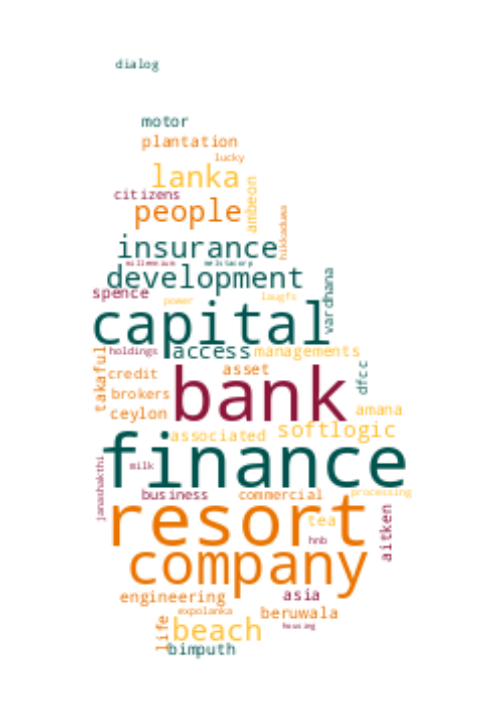 dialog
motor
plantation
lucky
lanka
citizens
ambeon
people
hikkaduwa
insurance
millennium
development
vardhana
spence
power
laugfs
capital
holdings
access
managements
takaful
credit
asset
dfcc
bank
brokers
ceylon
amana
associated
softlogic
finance
janashakthi
milk
business
commercial
processing
resort
tea
aitken
hnb
company
engineering
asia
expolanka
beruwala
life
beach
housing
bimputh